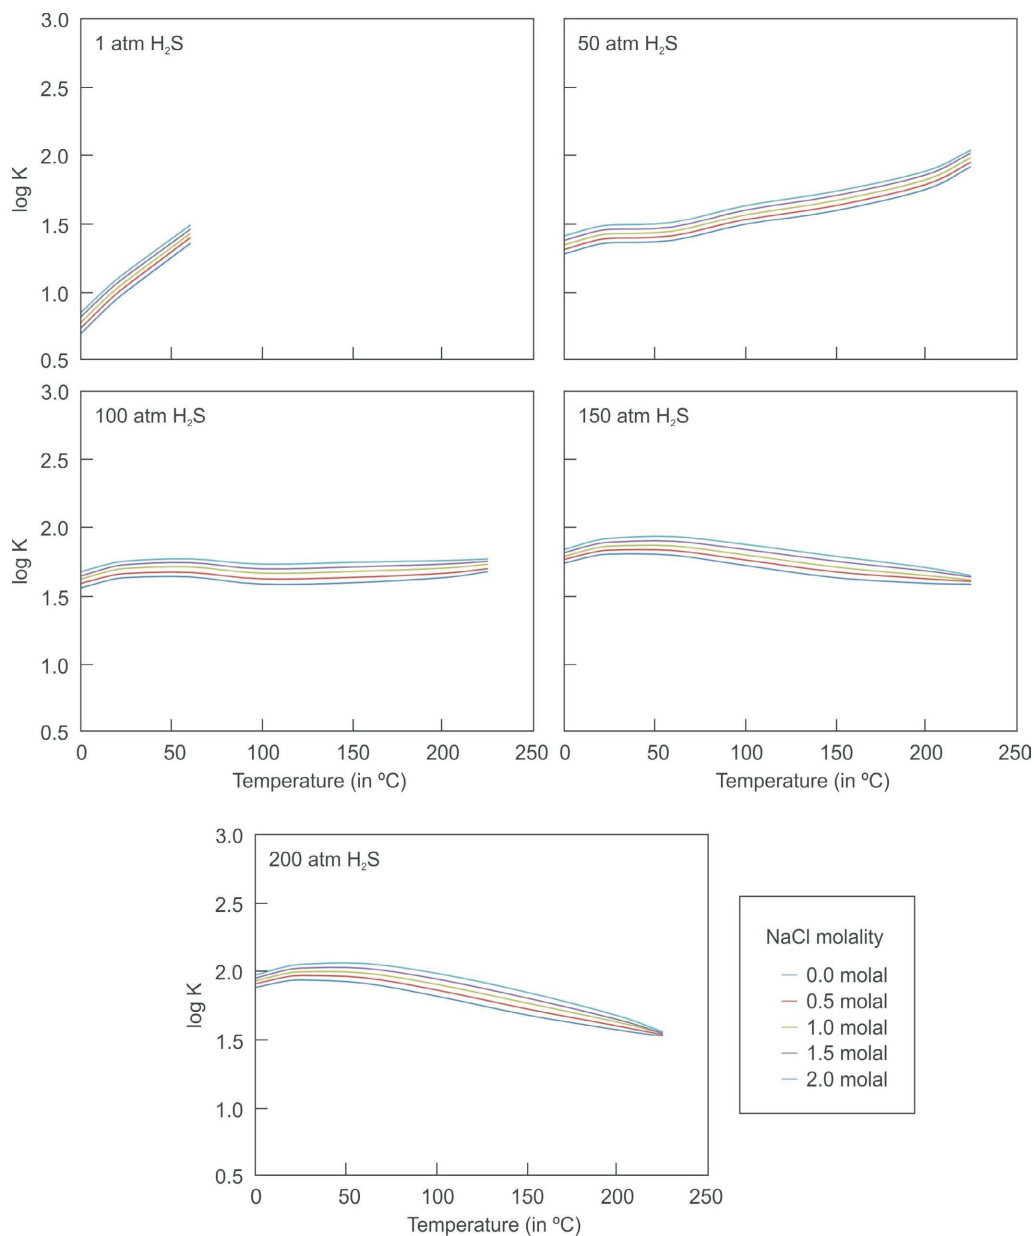 1 atm H₂S
50 atm H₂S
3.0
2.5
2.0
1.5
1.0
0.5
log K
100 atm H₂S
150 atm H₂S
3.0
2.5
2.0
1.5
1.0
0.5
log K
0 50 100 150 200 250
0 50 100 150 200 250
Temperature (in ºC)
Temperature (in ºC)
200 atm H₂S
3.0
2.5
2.0
1.5
1.0
0.5
log K
0 50 100 150 200 250
Temperature (in ºC)
NaCl molality
0.0 molal
0.5 molal
1.0 molal
1.5 molal
2.0 molal